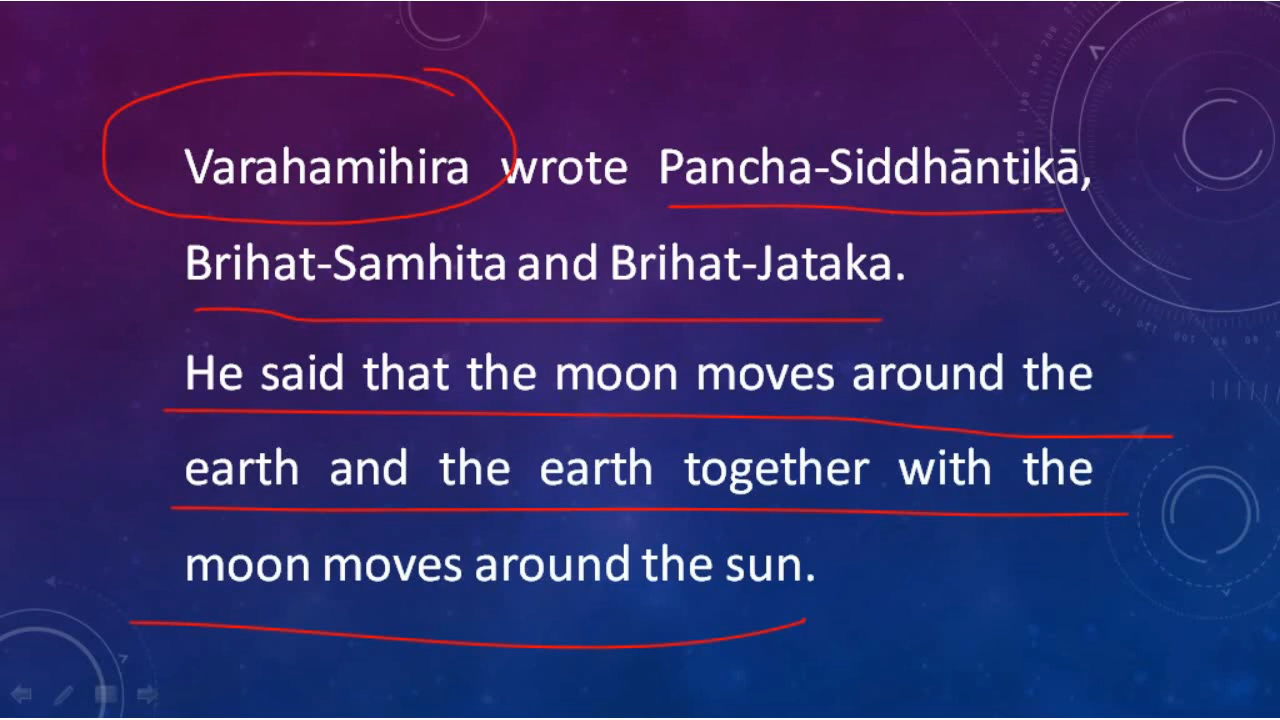 Varahamihira wrote Pancha-Siddhāntikā,
Brihat-Samhita and Brihat-Jataka.
He said that the moon moves around the
earth and the earth together with the
moon moves around the sun.